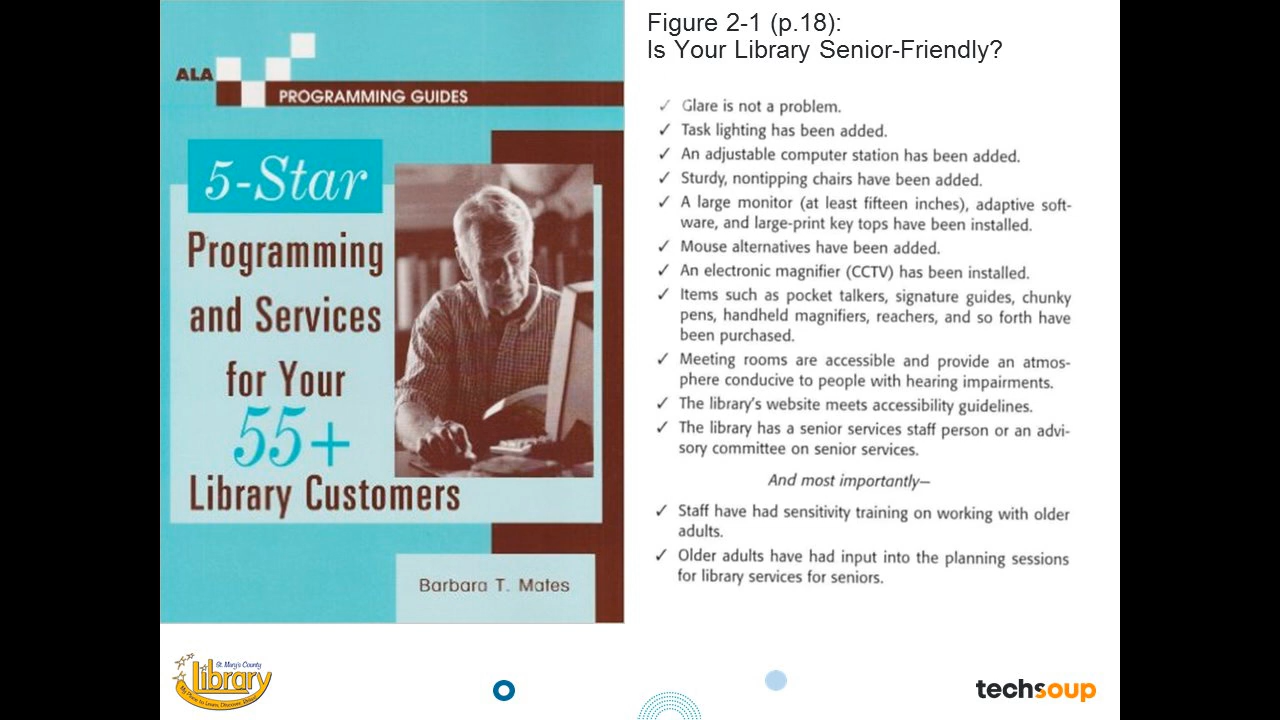 ALA
PROGRAMMING GUIDES
5-Star
Programming
and Services
for Your
55+
Library Customers
Barbara T. Mates
Figure 2-1 (p.18):
Is Your Library Senior-Friendly?
✓ Glare is not a problem.
✓ Task lighting has been added.
✓ An adjustable computer station has been added.
✓ Sturdy, nontipping chairs have been added.
✓ A large monitor (at least fifteen inches), adaptive soft-
ware, and large-print key tops have been installed.
✓ Mouse alternatives have been added.
✓ An electronic magnifier (CCTV) has been installed.
✓ Items such as pocket talkers, signature guides, chunky
pens, handheld magnifiers, reachers, and so forth have
been purchased.
✓ Meeting rooms are accessible and provide an atmos-
phere conducive to people with hearing impairments.
✓ The library's website meets accessibility guidelines.
✓ The library has a senior services staff person or an advi-
sory committee on senior services.
And most importantly—
✓ Staff have had sensitivity training on working with older
adults.
✓ Older adults have had input into the planning sessions
for library services for seniors.
St. Mary's County
Library
techsoup